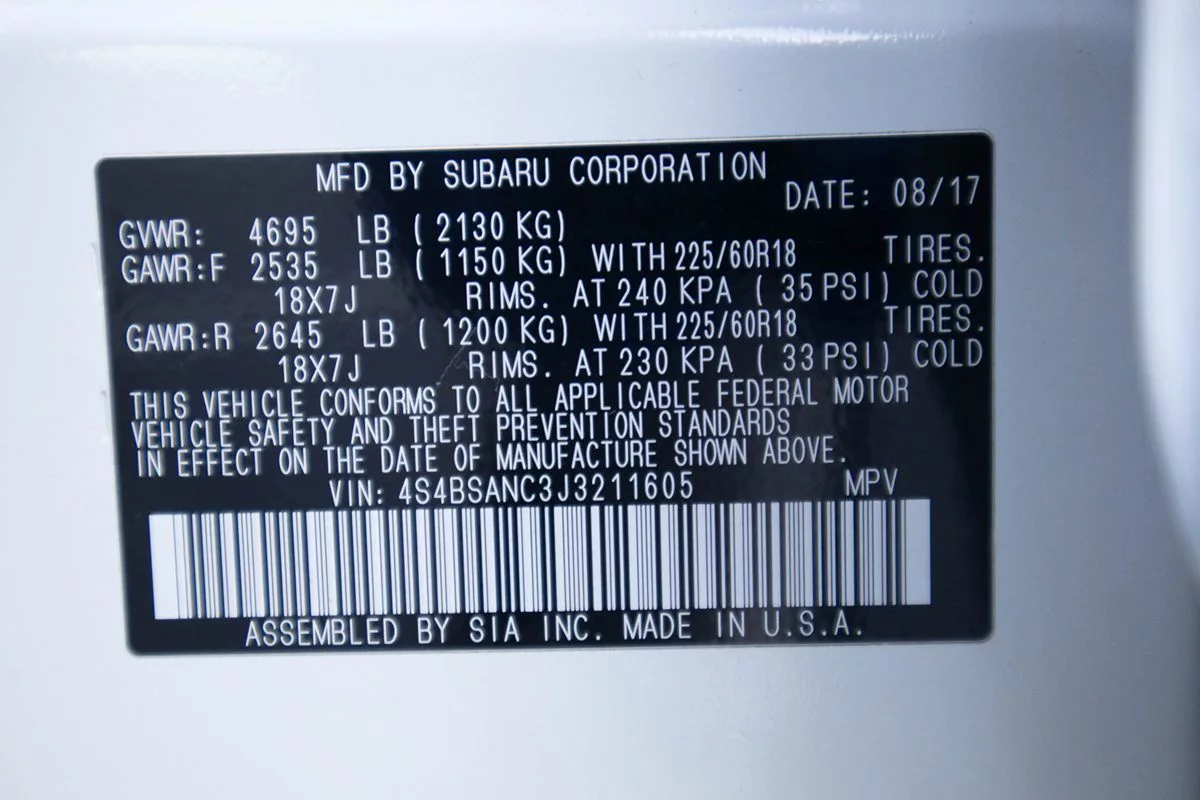 MFD BY SUBARU CORPORATION
DATE: 08/17
GVWR: 4695 LB ( 2130 KG)
GAWR:F 2535 LB ( 1150 KG) WITH 225/60R18 TIRES.
18X7J RIMS. AT 240 KPA ( 35 PSI) COLD
GAWR:R 2645 LB ( 1200 KG) WITH 225/60R18 TIRES.
18X7J RIMS. AT 230 KPA ( 33 PSI) COLD
THIS VEHICLE CONFORMS TO ALL APPLICABLE FEDERAL MOTOR
VEHICLE SAFETY AND THEFT PREVENTION STANDARDS
IN EFFECT ON THE DATE OF MANUFACTURE SHOWN ABOVE.
VIN: 4S4BSANC3J3211605 MPV
ASSEMBLED BY SIA INC. MADE IN U.S.A.